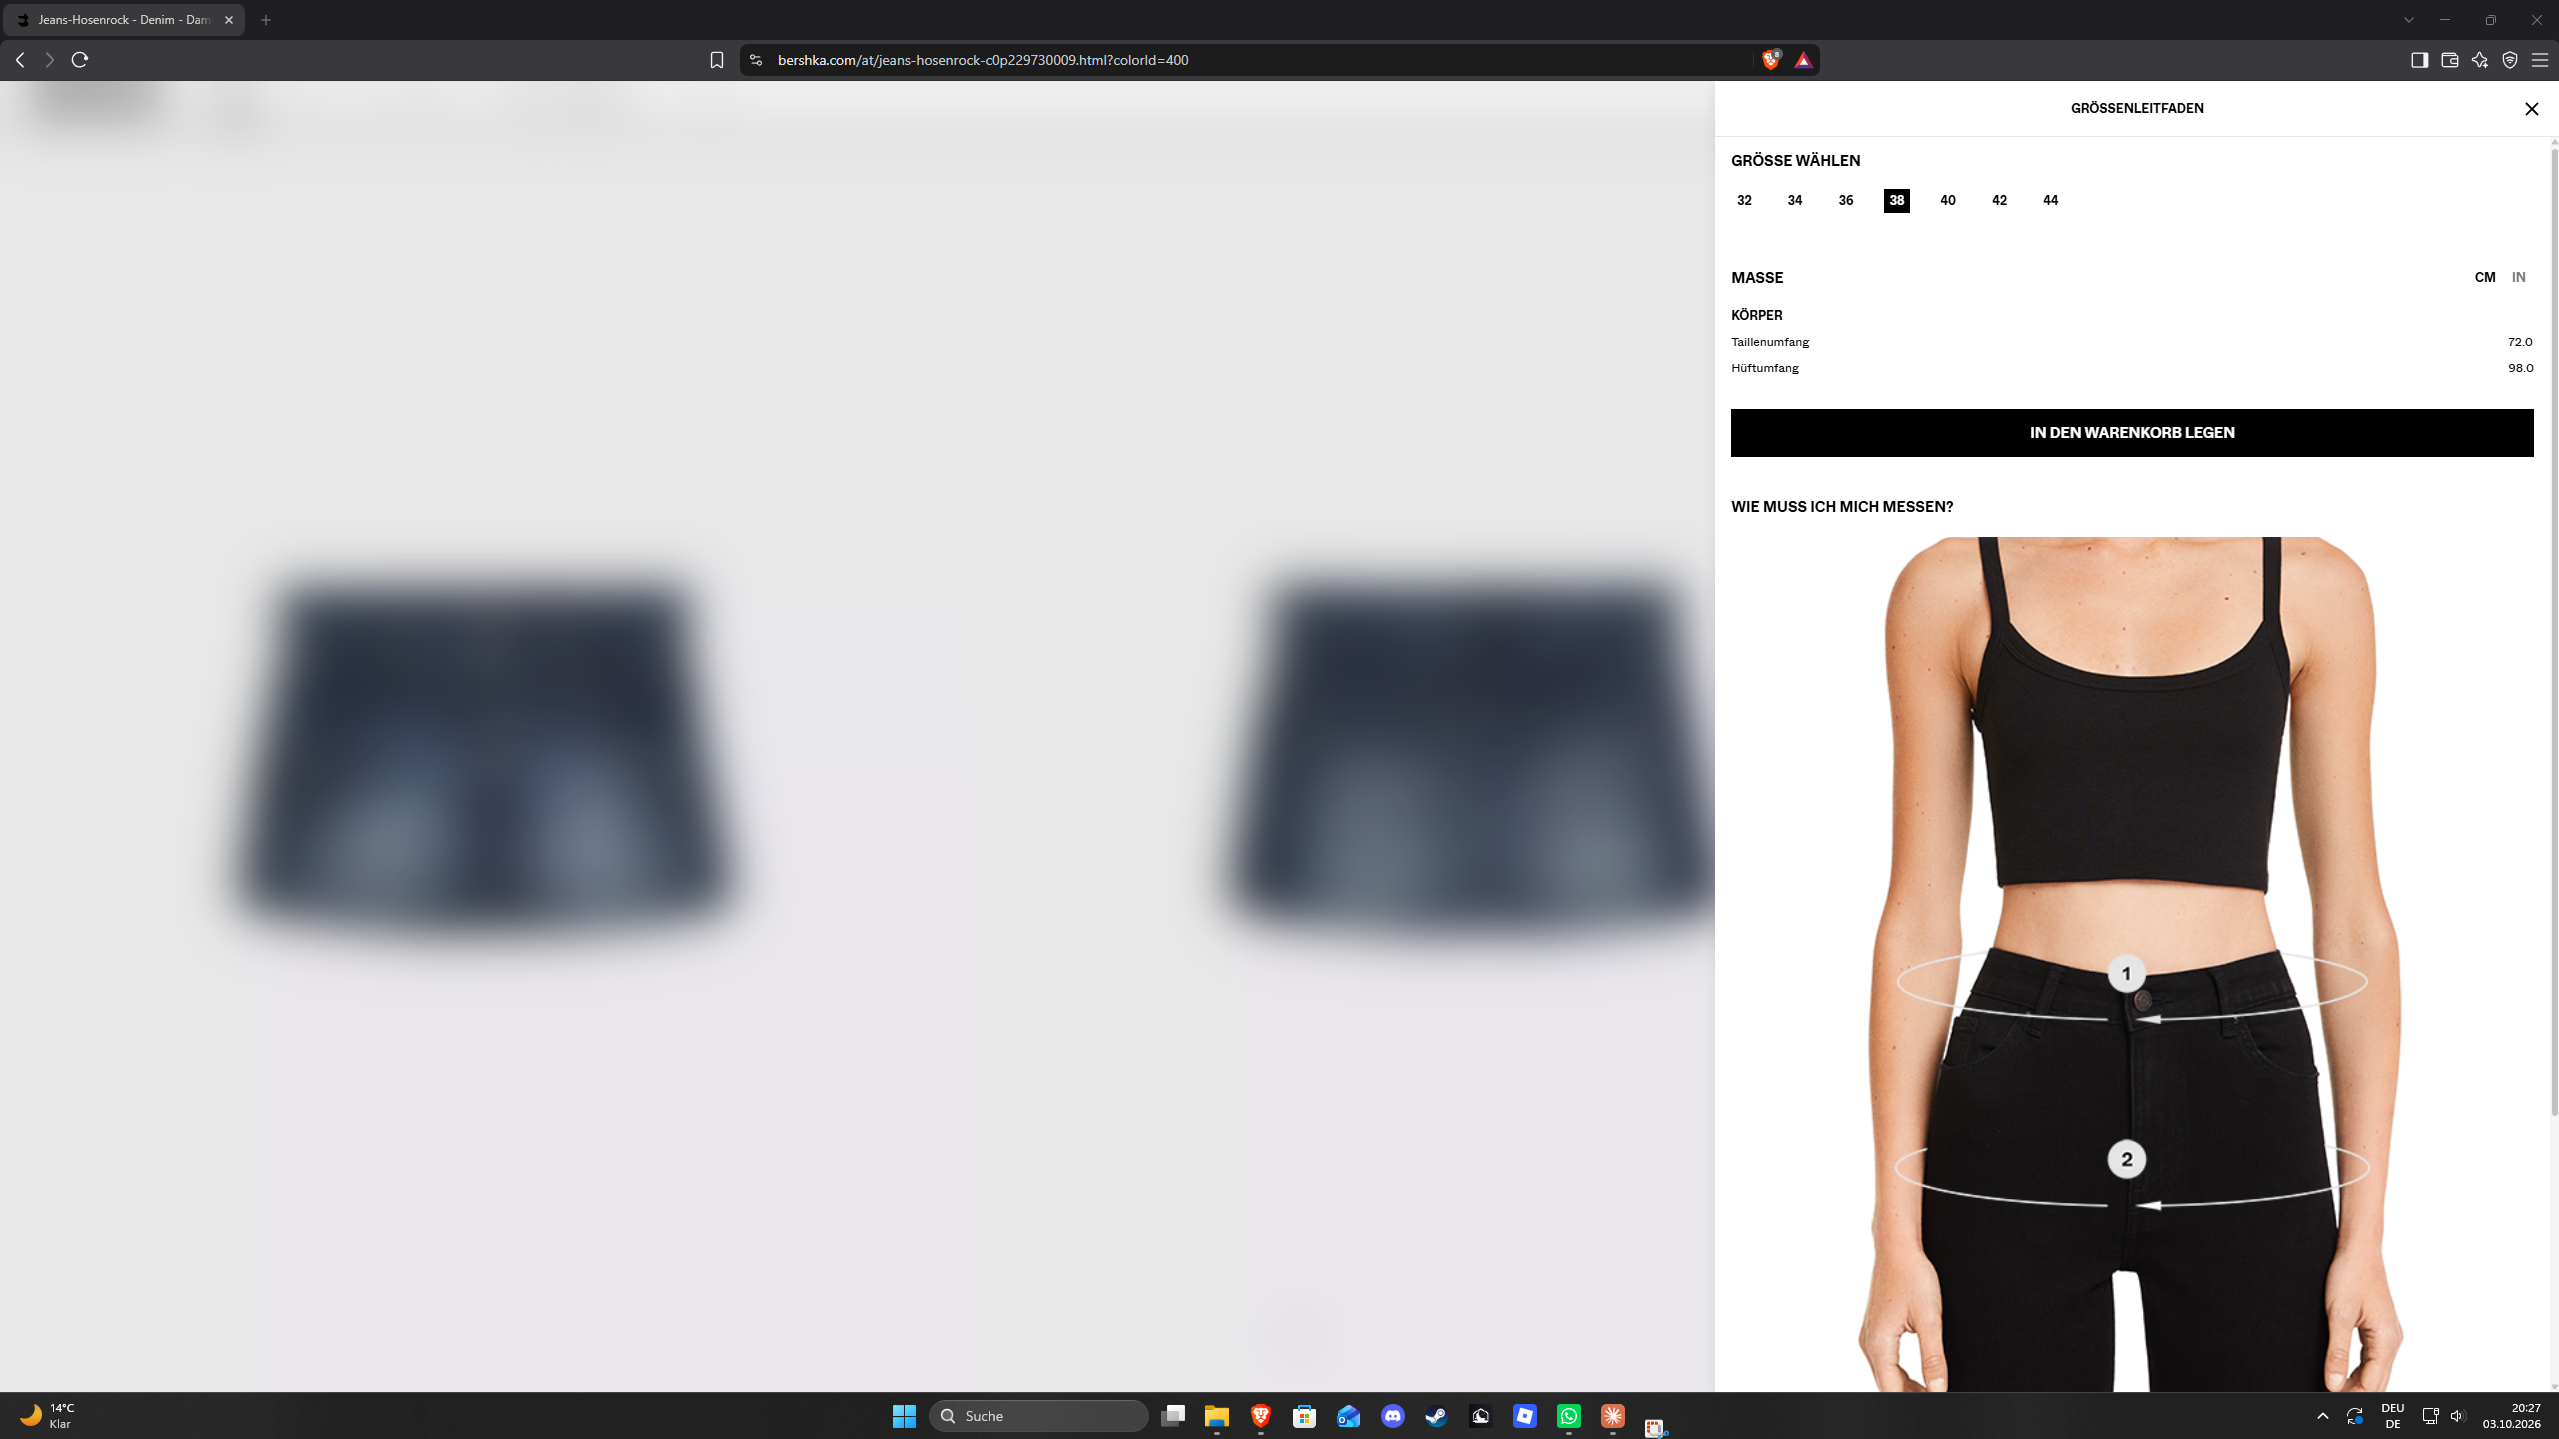 Jeans-Hosenrock - Denim - Dam
bershka.com/at/jeans-hosenrock-c0p229730009.html?colorId=400
8
GRÖSSENLEITFADEN
GRÖSSE WÄHLEN
32 34 36 38 40 42 44
MASSE CM IN
KÖRPER
Taillenumfang 72.0
Hüftumfang 98.0
IN DEN WARENKORB LEGEN
WIE MUSS ICH MICH MESSEN?
1
2
14°C
Klar
Suche
DEU
DE
20:27
03.10.2026